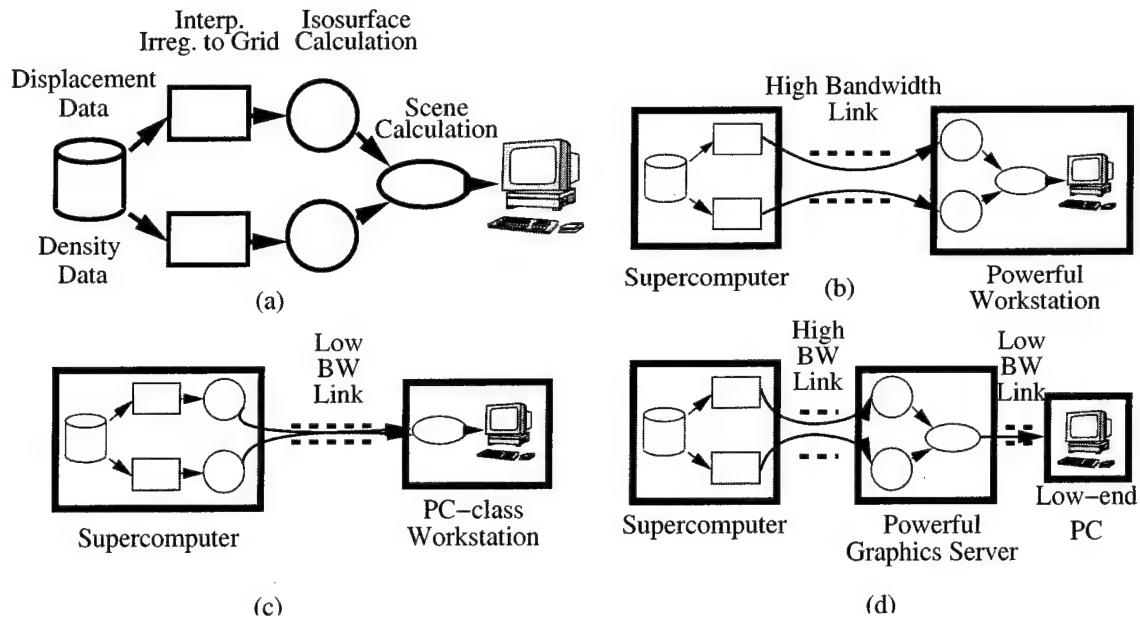 Interp.
Irreg. to Grid
Isosurface
Calculation
Displacement
Data
Scene
Calculation
Density
Data
(a)
High Bandwidth
Link
Supercomputer
Powerful
Workstation
(b)
Low
BW
Link
Supercomputer
PC-class
Workstation
(c)
High
BW
Link
Low
BW
Link
Supercomputer
Powerful
Graphics Server
Low-end
PC
(d)